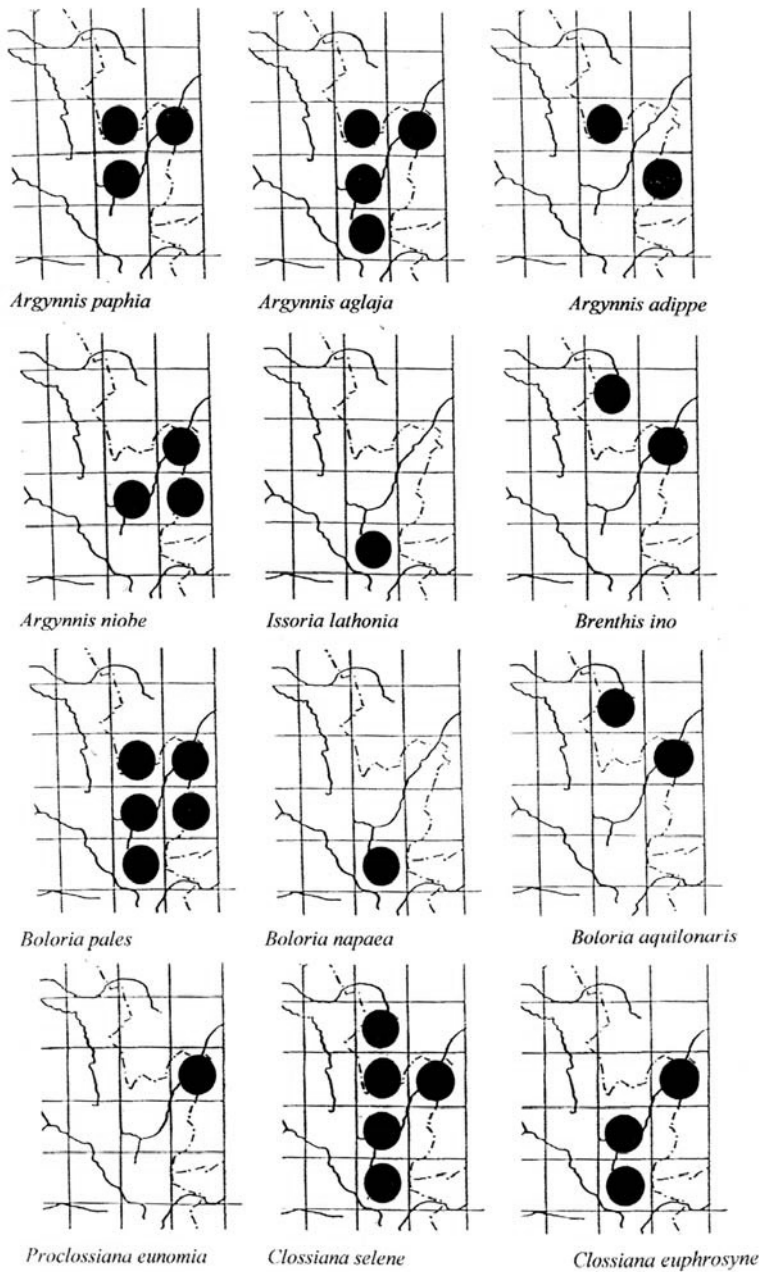 Argynnis paphia
Argynnis aglaja
Argynnis adippe
Argynnis niobe
Issoria lathonia
Brenthis ino
Boloria pales
Boloria napaea
Boloria aquilonaris
Proclossiana eunomia
Clossiana selene
Clossiana euphrosyne